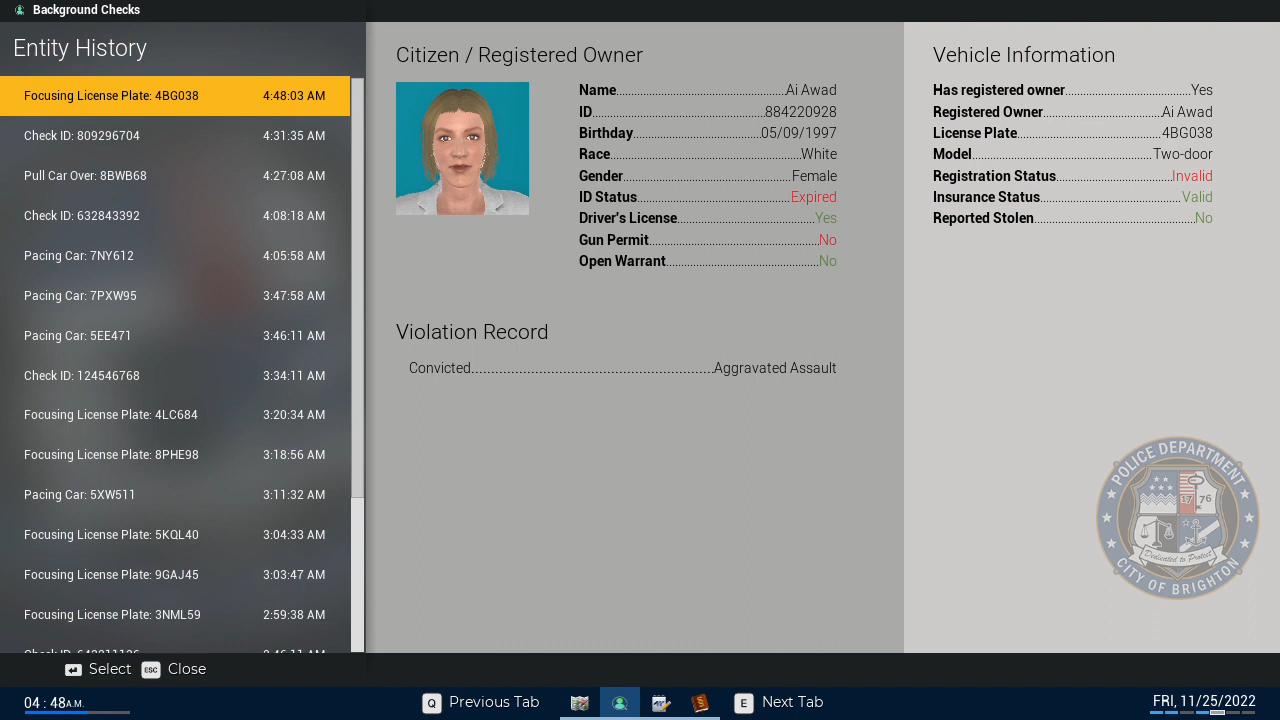 Background Checks
Entity History
Focusing License Plate: 4BG038 4:48:03 AM
Check ID: 809296704 4:31:35 AM
Pull Car Over: 8BWB68 4:27:08 AM
Check ID: 632843392 4:08:18 AM
Pacing Car: 7NY612 4:05:58 AM
Pacing Car: 7PXW95 3:47:58 AM
Pacing Car: 5EE471 3:46:11 AM
Check ID: 124546768 3:34:11 AM
Focusing License Plate: 4LC684 3:20:34 AM
Focusing License Plate: 8PHE98 3:18:56 AM
Pacing Car: 5XW511 3:11:32 AM
Focusing License Plate: 5KQL40 3:04:33 AM
Focusing License Plate: 9GAJ45 3:03:47 AM
Focusing License Plate: 3NML59 2:59:38 AM
Citizen / Registered Owner
Name Ai Awad
ID 884220928
Birthday 05/09/1997
Race White
Gender Female
ID Status Expired
Driver's License Yes
Gun Permit No
Open Warrant No
Violation Record
Convicted Aggravated Assault
Vehicle Information
Has registered owner Yes
Registered Owner Ai Awad
License Plate 4BG038
Model Two-door
Registration Status Invalid
Insurance Status Valid
Reported Stolen No
POLICE DEPARTMENT
17 76
Dedicated to Protect
CITY OF BRIGHTON
Select ESC Close
04 : 48 A.M.
Q Previous Tab
E Next Tab
FRI, 11/25/2022